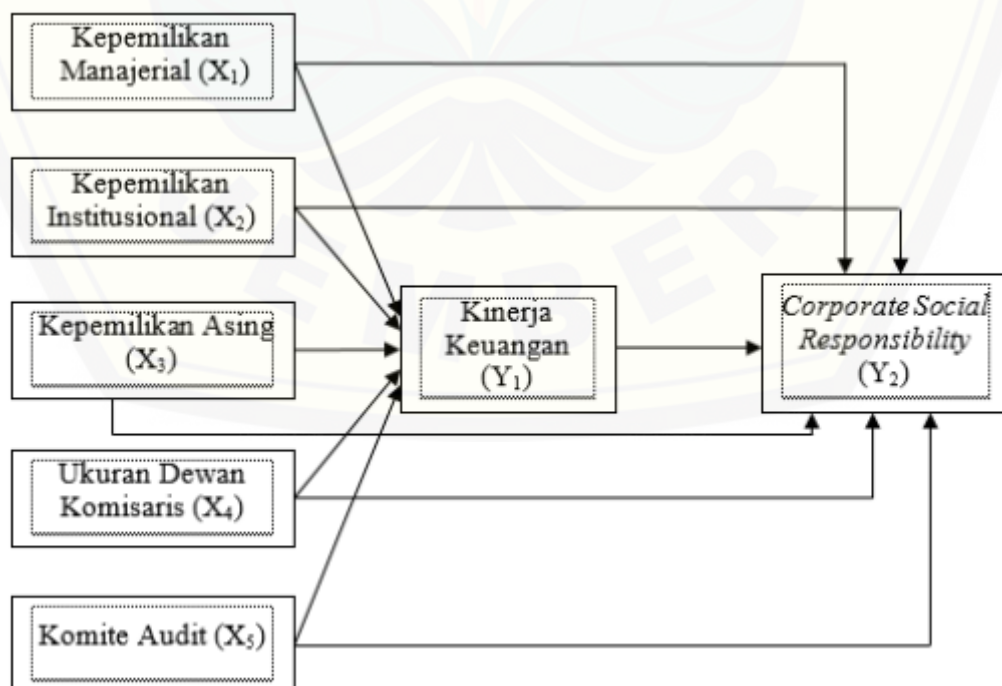 Kepemilikan
Manajerial (X₁)
Kepemilikan
Institusional (X₂)
Kepemilikan Asing
(X₃)
Ukuran Dewan
Komisaris (X₄)
Komite Audit (X₅)
Kinerja
Keuangan
(Y₁)
Corporate Social
Responsibility
(Y₂)
EMBER